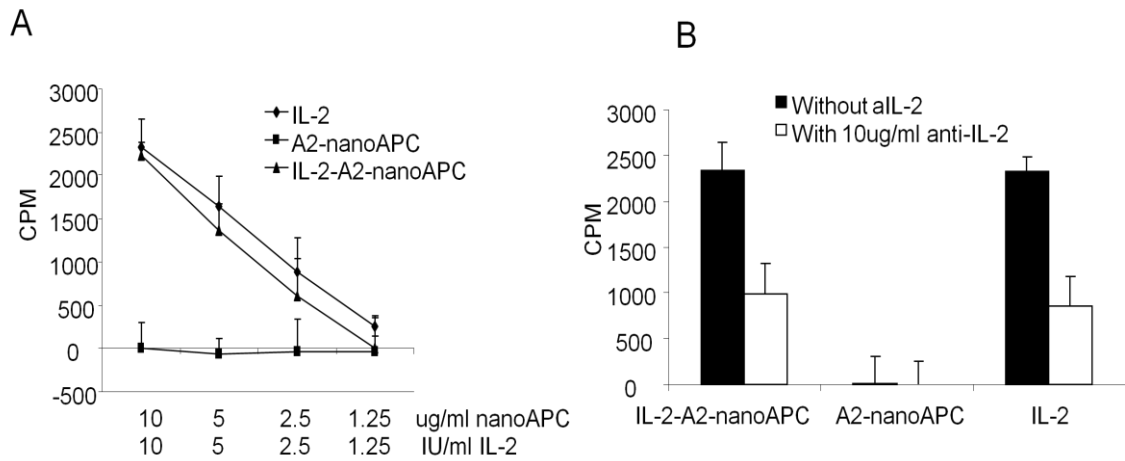 A
3000
2500
2000
1500
1000
500
0
-500
CPM
IL-2
A2-nanoAPC
IL-2-A2-nanoAPC
10 5 2.5 1.25 ug/ml nanoAPC
10 5 2.5 1.25 IU/ml IL-2
B
Without aIL-2
With 10ug/ml anti-IL-2
3000
2500
2000
1500
1000
500
0
CPM
IL-2-A2-nanoAPC A2-nanoAPC IL-2